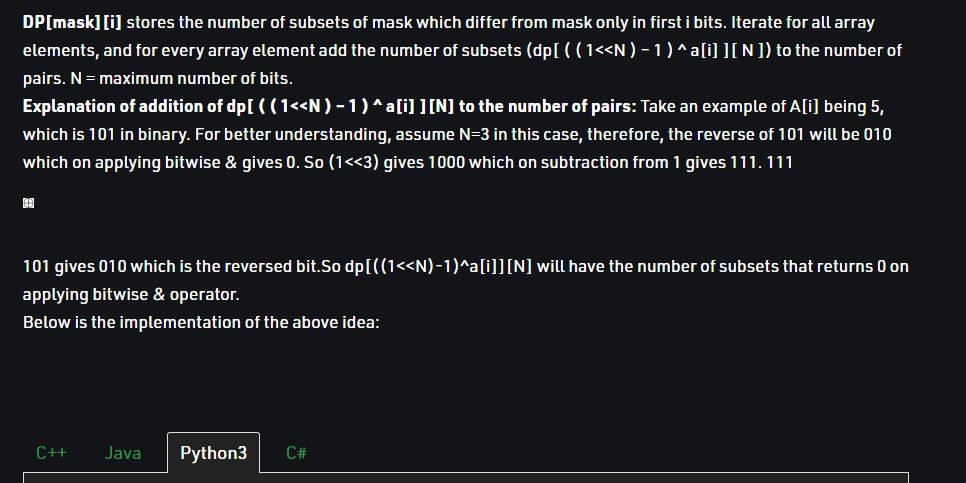 DP[mask][i] stores the number of subsets of mask which differ from mask only in first i bits. Iterate for all array
elements, and for every array element add the number of subsets (dp[ ( ( 1<<N ) - 1 ) ^ a[i] ][ N ]) to the number of
pairs. N = maximum number of bits.
Explanation of addition of dp[ ( ( 1<<N ) - 1 ) ^ a[i] ][N] to the number of pairs: Take an example of A[i] being 5,
which is 101 in binary. For better understanding, assume N=3 in this case, therefore, the reverse of 101 will be 010
which on applying bitwise & gives 0. So (1<<3) gives 1000 which on subtraction from 1 gives 111. 111
101 gives 010 which is the reversed bit.So dp[((1<<N)-1)^a[i]][N] will have the number of subsets that returns 0 on
applying bitwise & operator.
Below is the implementation of the above idea:
C++ Java Python3 C#